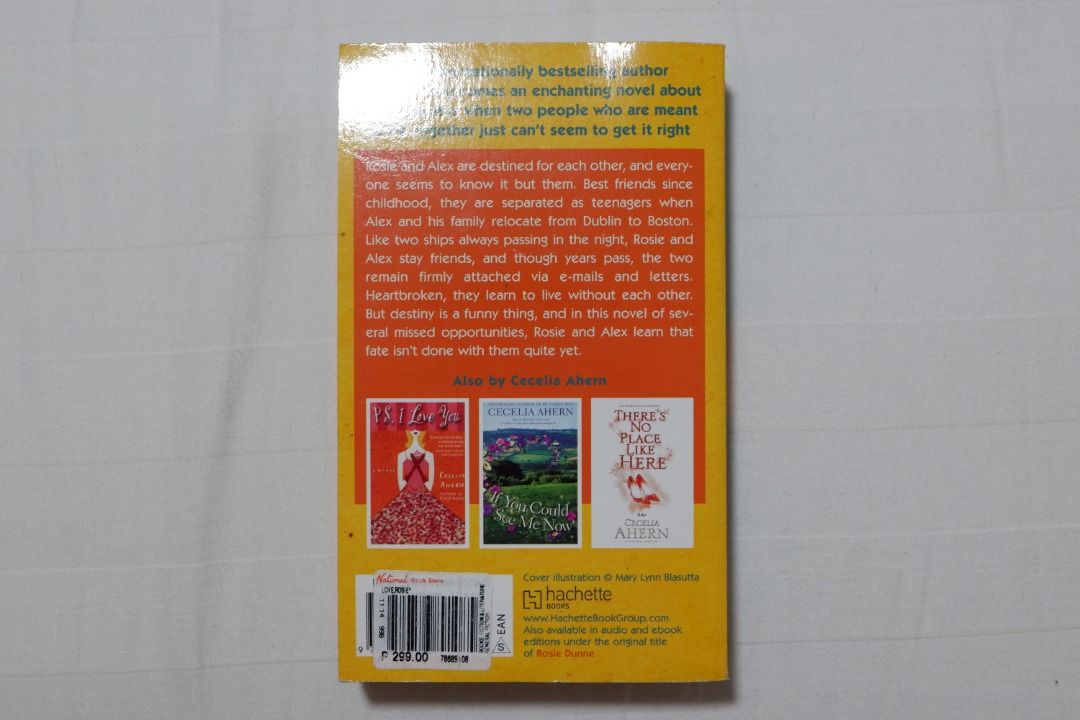 bestselling author
comes an enchanting novel about
when two people who are meant
together just can't seem to get it right
Rosie and Alex are destined for each other, and every-
one seems to know it but them. Best friends since
childhood, they are separated as teenagers when
Alex and his family relocate from Dublin to Boston.
Like two ships always passing in the night, Rosie and
Alex stay friends, and though years pass, the two
remain firmly attached via e-mails and letters.
Heartbroken, they learn to live without each other.
But destiny is a funny thing, and in this novel of sev-
eral missed opportunities, Rosie and Alex learn that
fate isn't done with them quite yet.
Also by Cecelia Ahern
P.S. I Love You
CECELIA
AHERN
CECELIA AHERN
If You Could
See Me Now
THERE'S
NO
PLACE
LIKE
HERE
CECELIA
AHERN
National Book Store
LOVE,ROSIE*
P 299.00
78689108
EAN
Cover illustration © Mary Lynn Blasutta
hachette
BOOKS
www.HachetteBookGroup.com
Also available in audio and ebook
editions under the original title
of Rosie Dunne